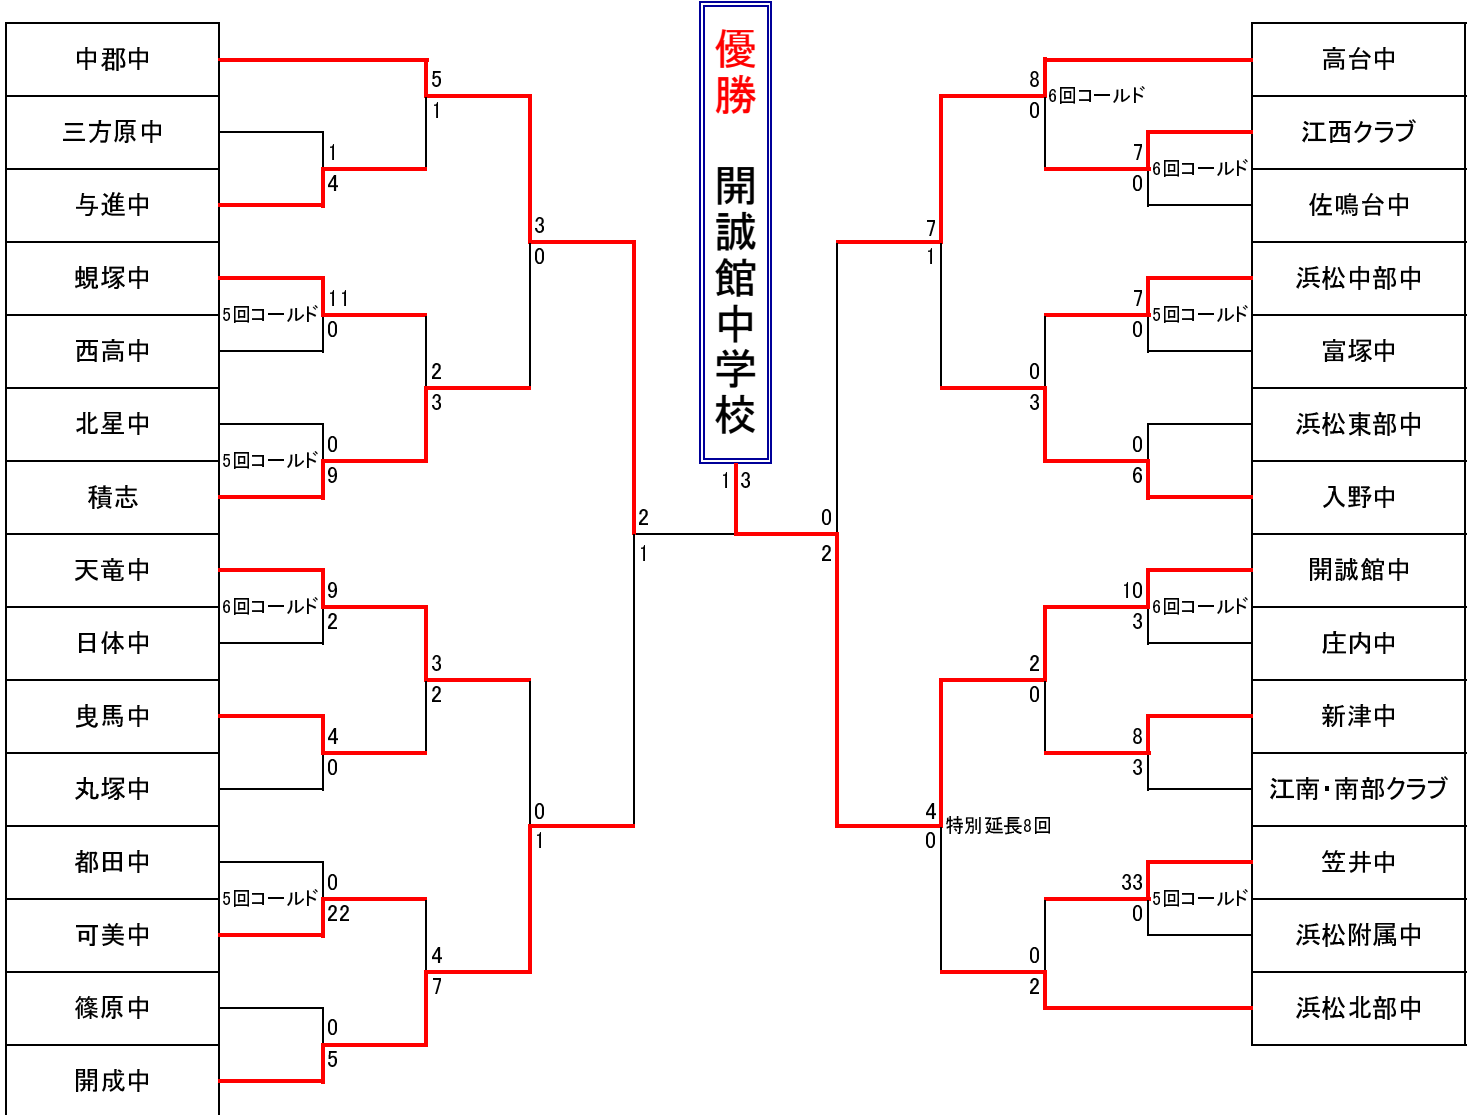 優勝 開誠館中学校
1 3
中郡中
三方原中
与進中
蜆塚中
西高中
北星中
積志
天竜中
日体中
曳馬中
丸塚中
都田中
可美中
篠原中
開成中
1
4
5回コールド
11
0
5回コールド
0
9
6回コールド
9
2
4
0
5回コールド
0
22
0
5
5
1
2
3
3
2
4
7
3
0
0
1
2
1
0
2
7
1
4
0
特別延長8回
8
0
6回コールド
0
3
2
0
0
2
7
0
6回コールド
7
0
5回コールド
0
6
10
3
6回コールド
8
3
33
0
5回コールド
高台中
江西クラブ
佐鳴台中
浜松中部中
富塚中
浜松東部中
入野中
開誠館中
庄内中
新津中
江南・南部クラブ
笠井中
浜松附属中
浜松北部中